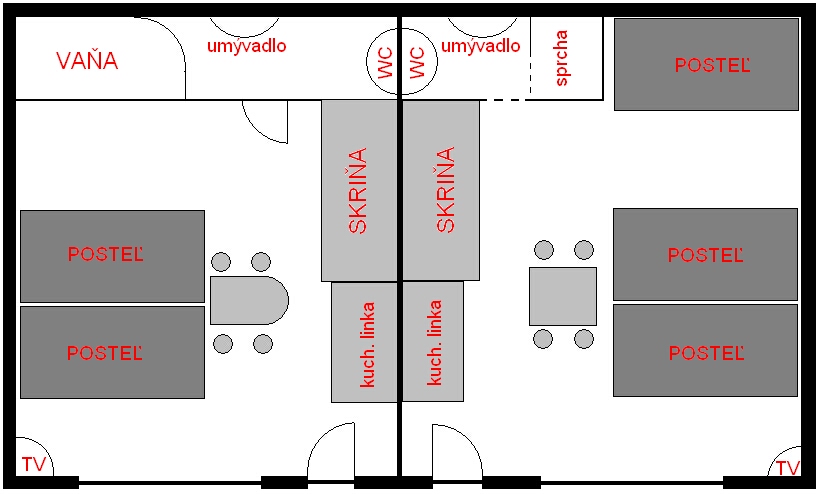 VAŇA
umývadlo
WC
WC
umývadlo
sprcha
POSTEĽ
SKRIŇA
SKRIŇA
POSTEĽ
POSTEĽ
POSTEĽ
POSTEĽ
kuch. linka
kuch. linka
TV
TV